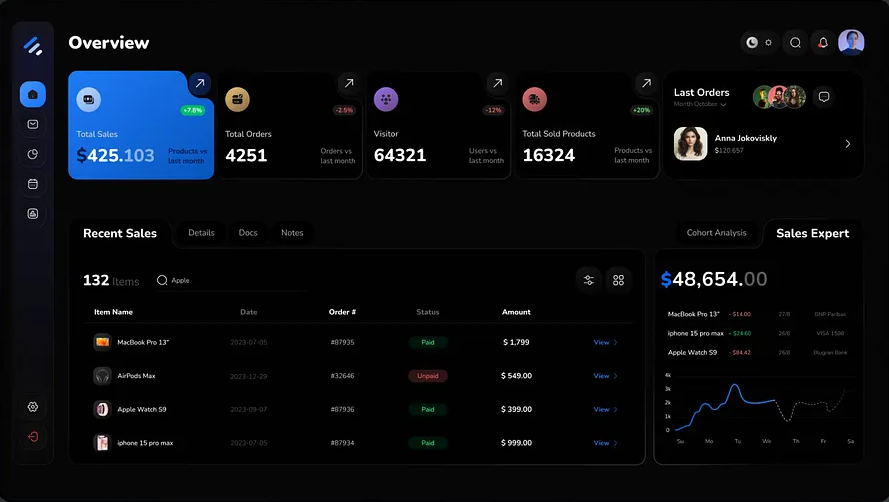 Overview
+7.8%
Total Sales
$425.103
Products vs
last month
-2.5%
Total Orders
4251
Orders vs
last month
-12%
Visitor
64321
Users vs
last month
+20%
Total Sold Products
16324
Products vs
last month
Last Orders
Month October
Anna Jokoviskly
$120.657
Recent Sales Details Docs Notes
132 Items Apple
Item Name Date Order # Status Amount
MacBook Pro 13" 2023-07-05 #87935 Paid $ 1,799 View
AirPods Max 2023-12-29 #32646 Unpaid $ 549.00 View
Apple Watch S9 2023-09-07 #87936 Paid $ 399.00 View
iphone 15 pro max 2023-07-05 #87934 Paid $ 999.00 View
Cohort Analysis Sales Expert
$48,654.00
MacBook Pro 13" - $14.00 27/8 BNP Paribas
iphone 15 pro max + $24.60 26/8 VISA 1598
Apple Watch S9 - $84.42 26/8 Blugran Bank
4k
3k
2k
1k
0
Su Mo Tu We Th Fr Sa